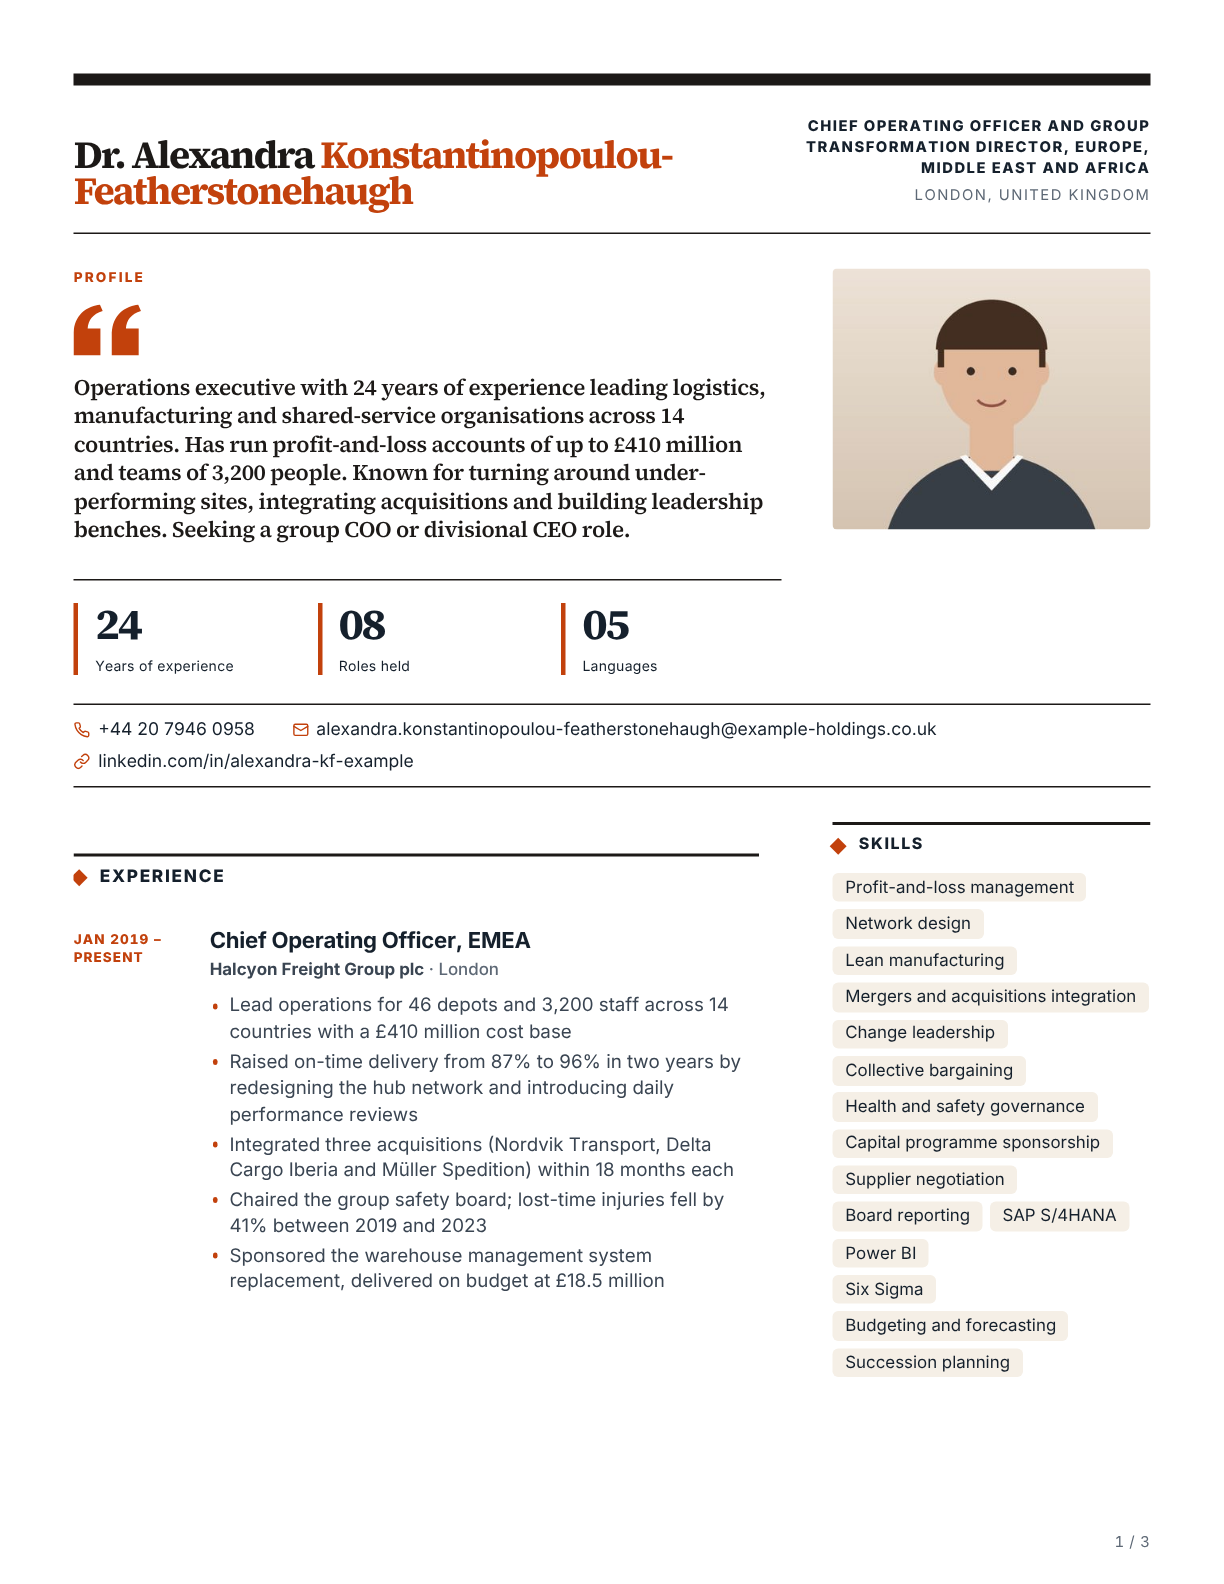 Dr. Alexandra Konstantinopoulou-
Featherstonehaugh
CHIEF OPERATING OFFICER AND GROUP
TRANSFORMATION DIRECTOR, EUROPE,
MIDDLE EAST AND AFRICA
LONDON, UNITED KINGDOM
PROFILE
Operations executive with 24 years of experience leading logistics,
manufacturing and shared-service organisations across 14
countries. Has run profit-and-loss accounts of up to £410 million
and teams of 3,200 people. Known for turning around under-
performing sites, integrating acquisitions and building leadership
benches. Seeking a group COO or divisional CEO role.
24
Years of experience
08
Roles held
05
Languages
+44 20 7946 0958
alexandra.konstantinopoulou-featherstonehaugh@example-holdings.co.uk
linkedin.com/in/alexandra-kf-example
EXPERIENCE
JAN 2019 –
PRESENT
Chief Operating Officer, EMEA
Halcyon Freight Group plc · London
• Lead operations for 46 depots and 3,200 staff across 14
countries with a £410 million cost base
• Raised on-time delivery from 87% to 96% in two years by
redesigning the hub network and introducing daily
performance reviews
• Integrated three acquisitions (Nordvik Transport, Delta
Cargo Iberia and Müller Spedition) within 18 months each
• Chaired the group safety board; lost-time injuries fell by
41% between 2019 and 2023
• Sponsored the warehouse management system
replacement, delivered on budget at £18.5 million
SKILLS
Profit-and-loss management
Network design
Lean manufacturing
Mergers and acquisitions integration
Change leadership
Collective bargaining
Health and safety governance
Capital programme sponsorship
Supplier negotiation
Board reporting SAP S/4HANA
Power BI
Six Sigma
Budgeting and forecasting
Succession planning
1 / 3